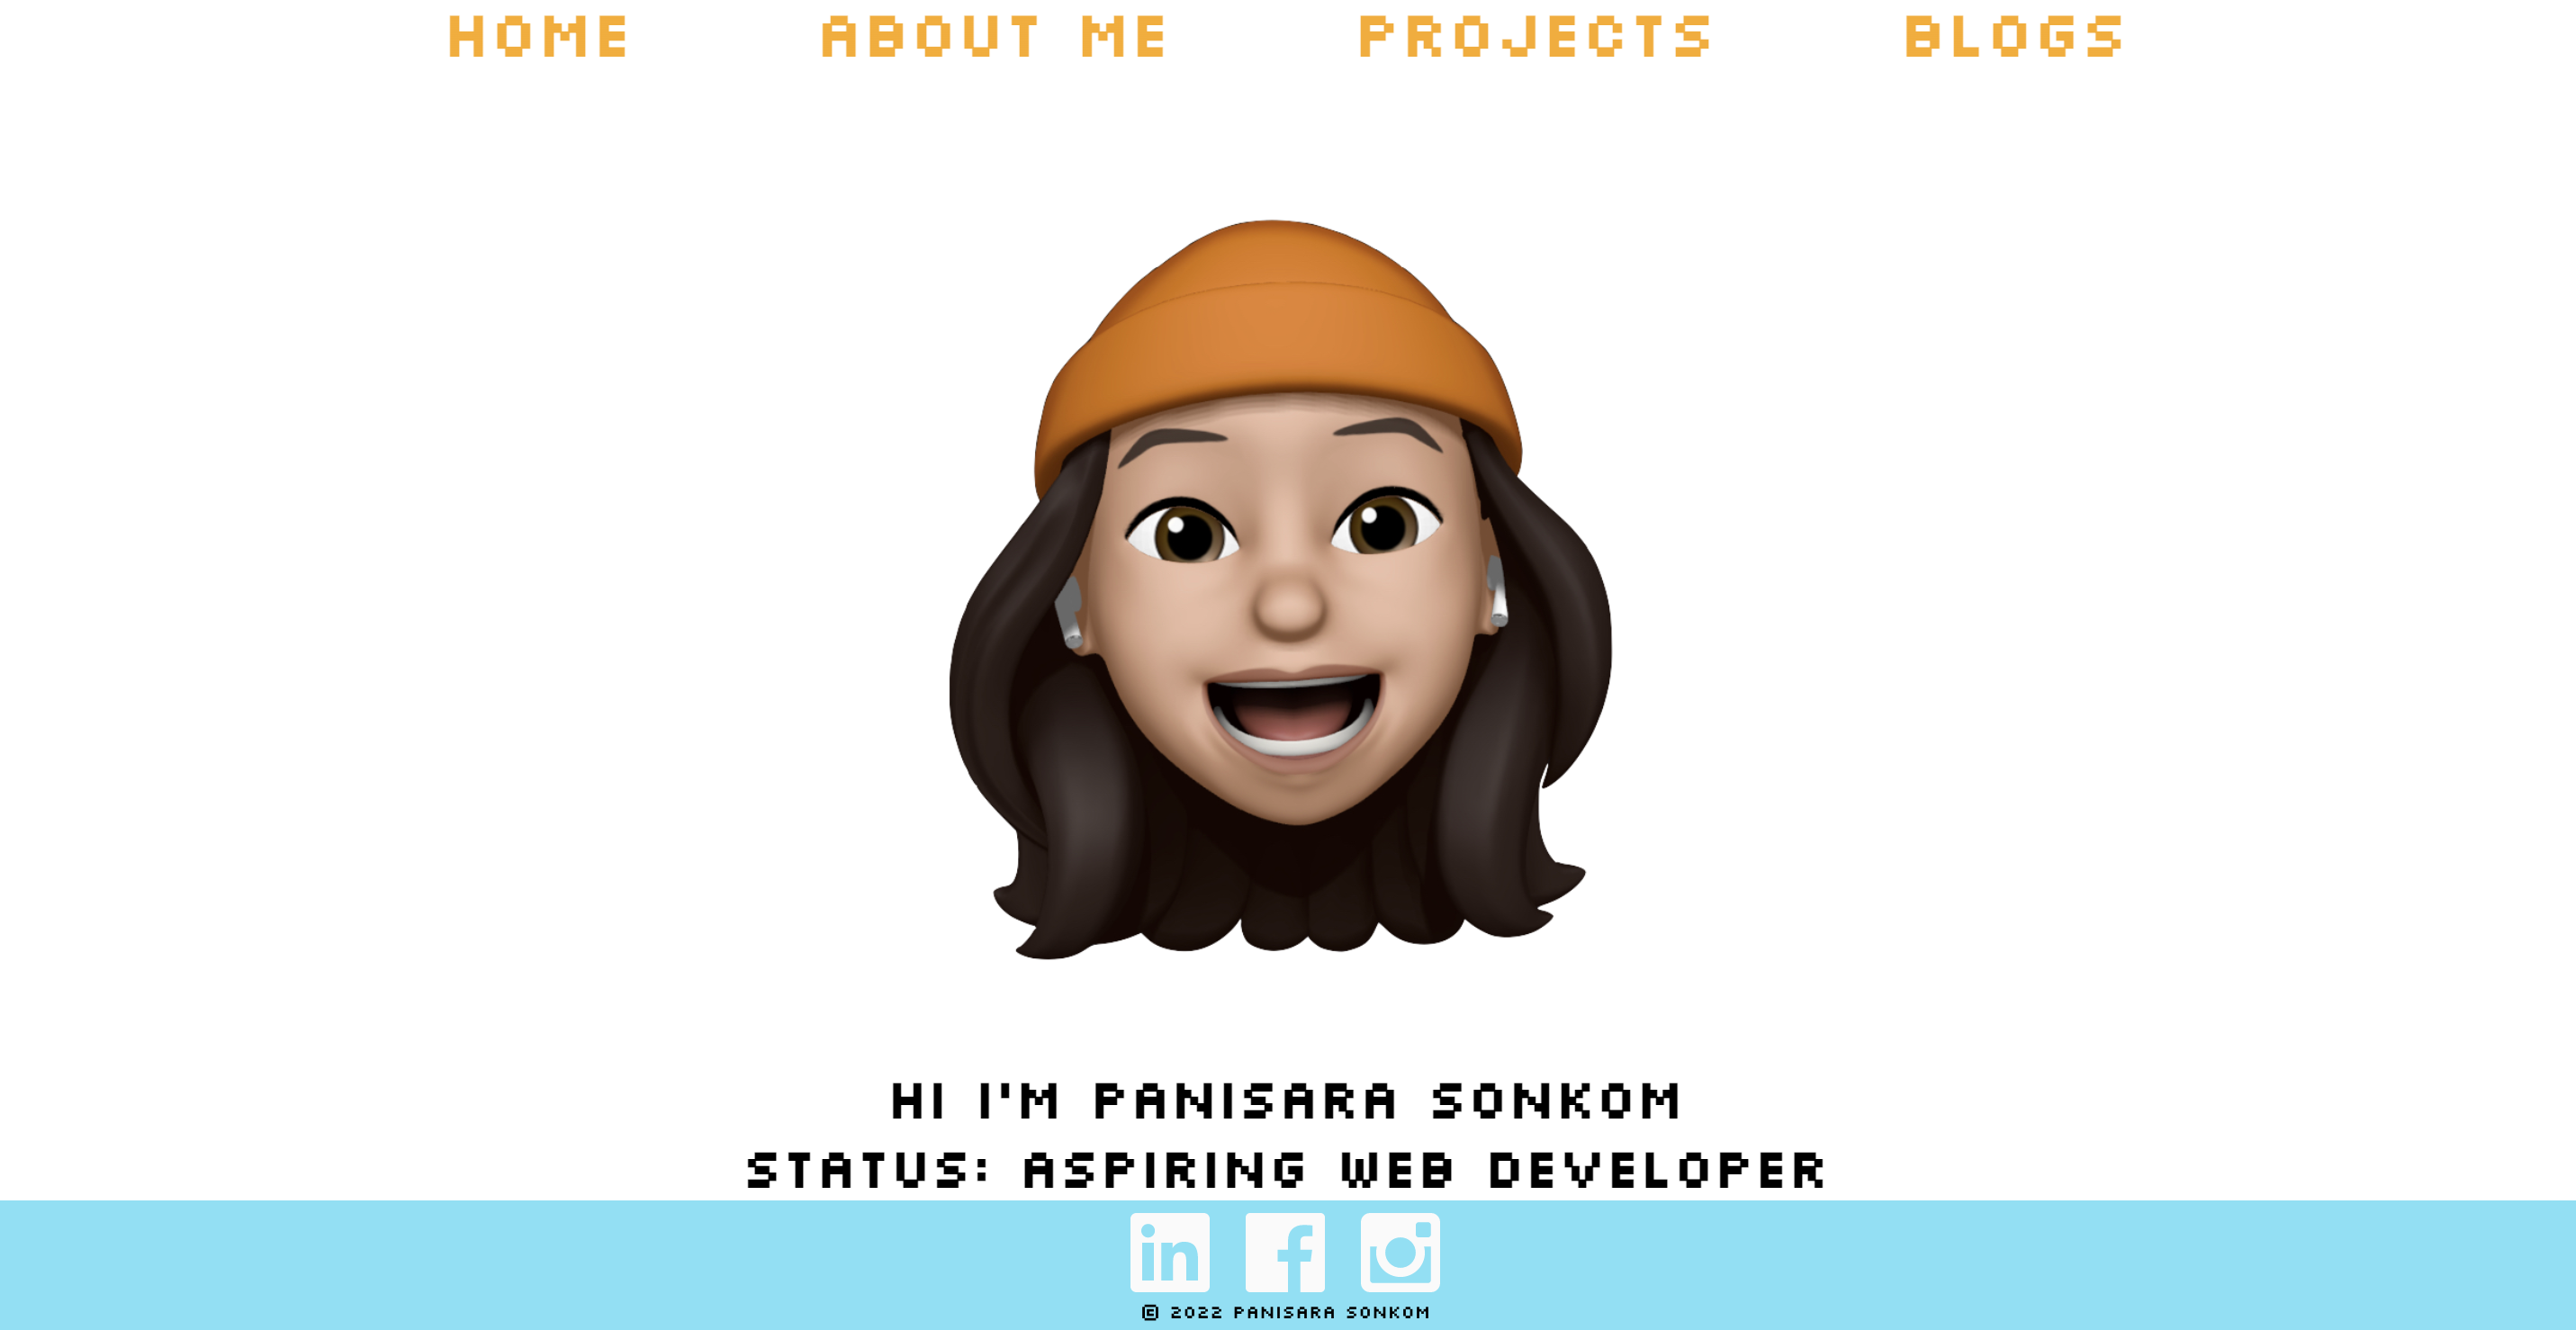 HOME ABOUT ME PROJECTS BLOGS
HI I'M PANISARA SONKOM
STATUS: ASPIRING WEB DEVELOPER
in f
© 2022 PANISARA SONKOM